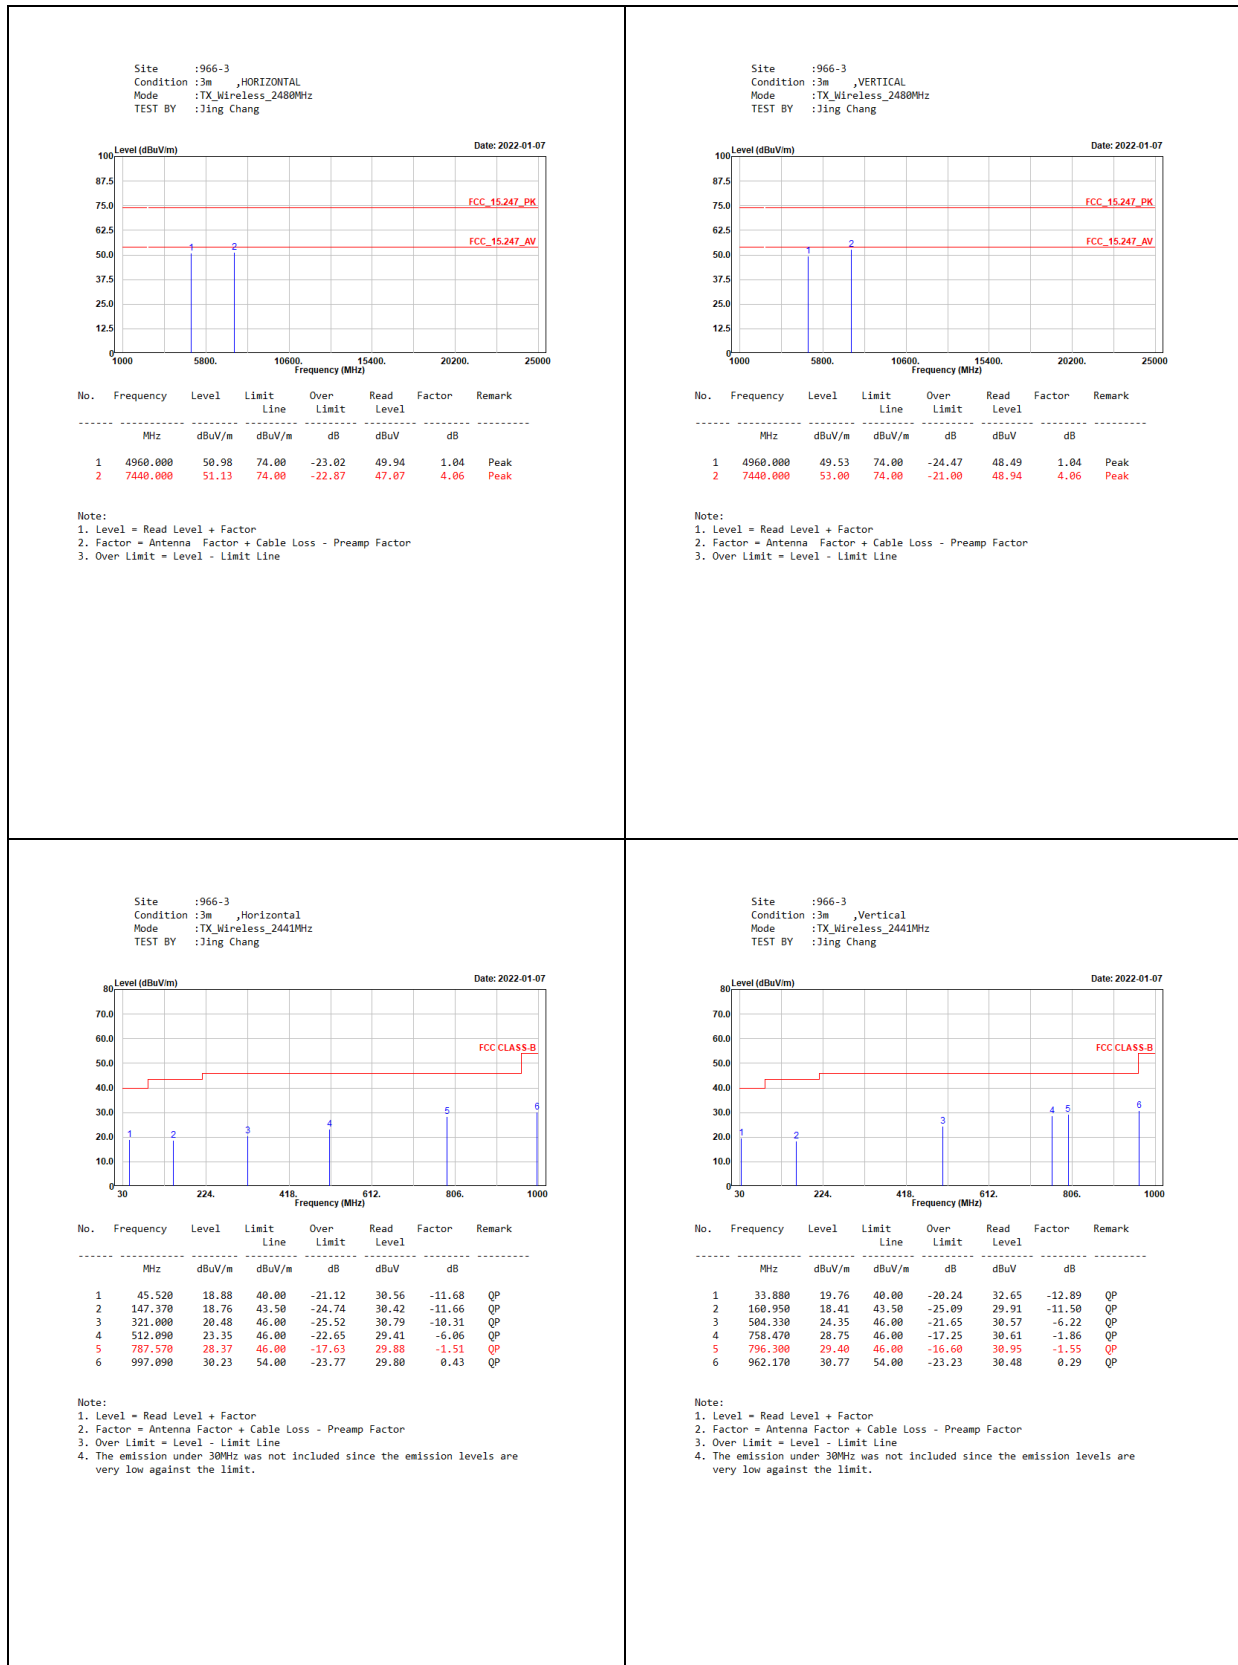 Site :966-3
Condition :3m ,HORIZONTAL
Mode :TX_Wireless_2480MHz
TEST BY :Jing Chang
Level (dBuV/m) Date: 2022-01-07
100
87.5
75.0 FCC_15.247_PK
62.5
FCC_15.247_AV
1 2
50.0
37.5
25.0
12.5
0
1000 5800. 10600. 15400. 20200. 25000
Frequency (MHz)
No. Frequency Level Limit Over Read Factor Remark
Line Limit Level
------ ----------- -------- --------- -------- -------- -------- ---------
MHz dBuV/m dBuV/m dB dBuV dB
1 4960.000 50.98 74.00 -23.02 49.94 1.04 Peak
2 7440.000 51.13 74.00 -22.87 47.07 4.06 Peak
Note:
1. Level = Read Level + Factor
2. Factor = Antenna Factor + Cable Loss - Preamp Factor
3. Over Limit = Level - Limit Line
Site :966-3
Condition :3m ,VERTICAL
Mode :TX_Wireless_2480MHz
TEST BY :Jing Chang
Level (dBuV/m) Date: 2022-01-07
100
87.5
75.0 FCC_15.247_PK
62.5
FCC_15.247_AV
1 2
50.0
37.5
25.0
12.5
0
1000 5800. 10600. 15400. 20200. 25000
Frequency (MHz)
No. Frequency Level Limit Over Read Factor Remark
Line Limit Level
------ ----------- -------- --------- -------- -------- -------- ---------
MHz dBuV/m dBuV/m dB dBuV dB
1 4960.000 49.53 74.00 -24.47 48.49 1.04 Peak
2 7440.000 53.00 74.00 -21.00 48.94 4.06 Peak
Note:
1. Level = Read Level + Factor
2. Factor = Antenna Factor + Cable Loss - Preamp Factor
3. Over Limit = Level - Limit Line
Site :966-3
Condition :3m ,Horizontal
Mode :TX_Wireless_2441MHz
TEST BY :Jing Chang
Level (dBuV/m) Date: 2022-01-07
80
70.0
60.0
FCC CLASS-B
50.0
40.0
30.0
1 2 3 4 5 6
20.0
10.0
0
30 224. 418. 612. 806. 1000
Frequency (MHz)
No. Frequency Level Limit Over Read Factor Remark
Line Limit Level
------ ----------- -------- --------- -------- -------- -------- ---------
MHz dBuV/m dBuV/m dB dBuV dB
1 45.520 18.88 40.00 -21.12 30.56 -11.68 QP
2 147.370 18.76 43.50 -24.74 30.42 -11.66 QP
3 321.000 20.48 46.00 -25.52 30.79 -10.31 QP
4 512.090 23.35 46.00 -22.65 29.41 -6.06 QP
5 787.570 28.37 46.00 -17.63 29.88 -1.51 QP
6 997.090 30.23 54.00 -23.77 29.80 0.43 QP
Note:
1. Level = Read Level + Factor
2. Factor = Antenna Factor + Cable Loss - Preamp Factor
3. Over Limit = Level - Limit Line
4. The emission under 30MHz was not included since the emission levels are
very low against the limit.
Site :966-3
Condition :3m ,Vertical
Mode :TX_Wireless_2441MHz
TEST BY :Jing Chang
Level (dBuV/m) Date: 2022-01-07
80
70.0
60.0
FCC CLASS-B
50.0
40.0
30.0
1 2 3 4 5 6
20.0
10.0
0
30 224. 418. 612. 806. 1000
Frequency (MHz)
No. Frequency Level Limit Over Read Factor Remark
Line Limit Level
------ ----------- -------- --------- -------- -------- -------- ---------
MHz dBuV/m dBuV/m dB dBuV dB
1 33.880 19.76 40.00 -20.24 32.65 -12.89 QP
2 160.950 18.41 43.50 -25.09 29.91 -11.50 QP
3 504.330 24.35 46.00 -21.65 30.57 -6.22 QP
4 758.470 28.75 46.00 -17.25 30.61 -1.86 QP
5 796.300 29.40 46.00 -16.60 30.95 -1.55 QP
6 962.170 30.77 54.00 -23.23 30.48 0.29 QP
Note:
1. Level = Read Level + Factor
2. Factor = Antenna Factor + Cable Loss - Preamp Factor
3. Over Limit = Level - Limit Line
4. The emission under 30MHz was not included since the emission levels are
very low against the limit.